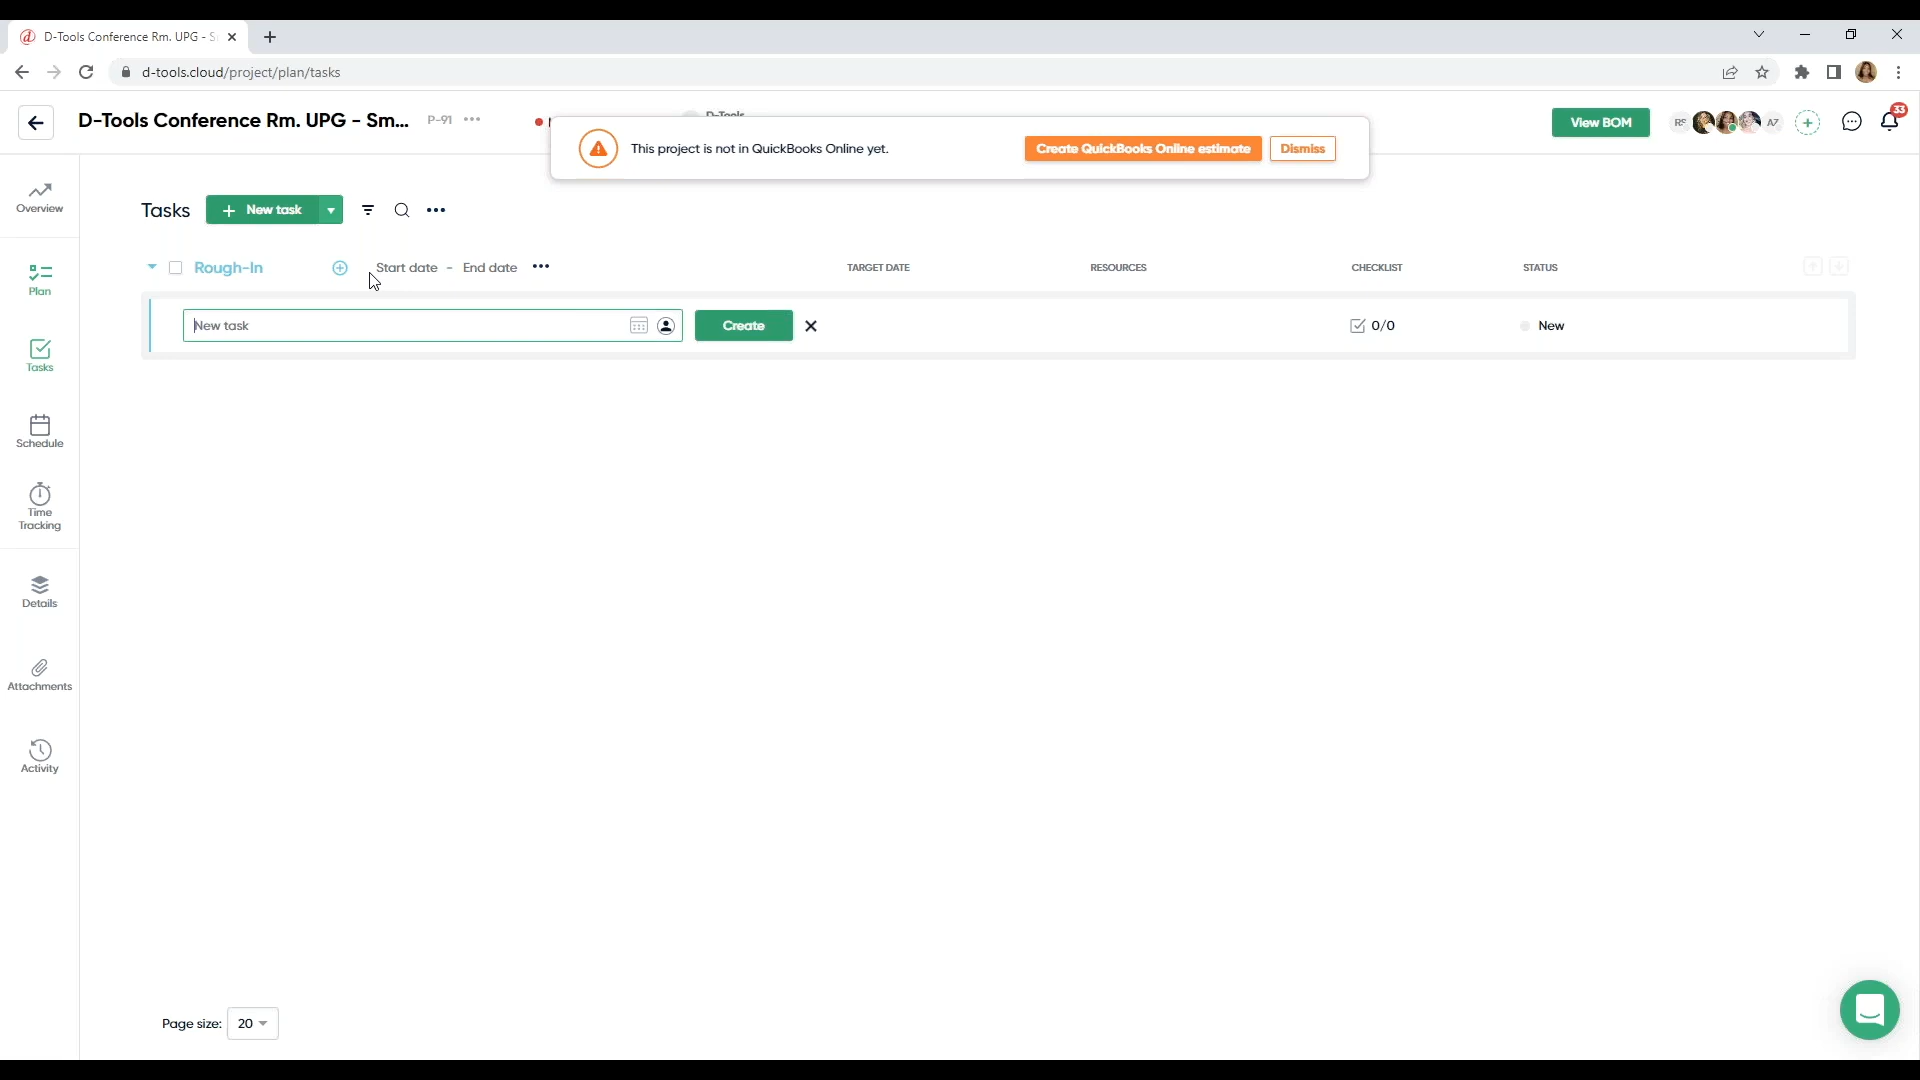 D-Tools Conference Rm. UPG - S
d-tools.cloud/project/plan/tasks
D-Tools Conference Rm. UPG - Sm...
P-91
D-Tools
This project is not in QuickBooks Online yet.
Create QuickBooks Online estimate
Dismiss
View BOM
RS
AZ
33
Overview
Plan
Tasks
Schedule
Time
Tracking
Details
Attachments
Activity
Tasks
+ New task
Rough-In
Start date - End date
TARGET DATE
RESOURCES
CHECKLIST
STATUS
New task
Create
0/0
New
Page size: 20